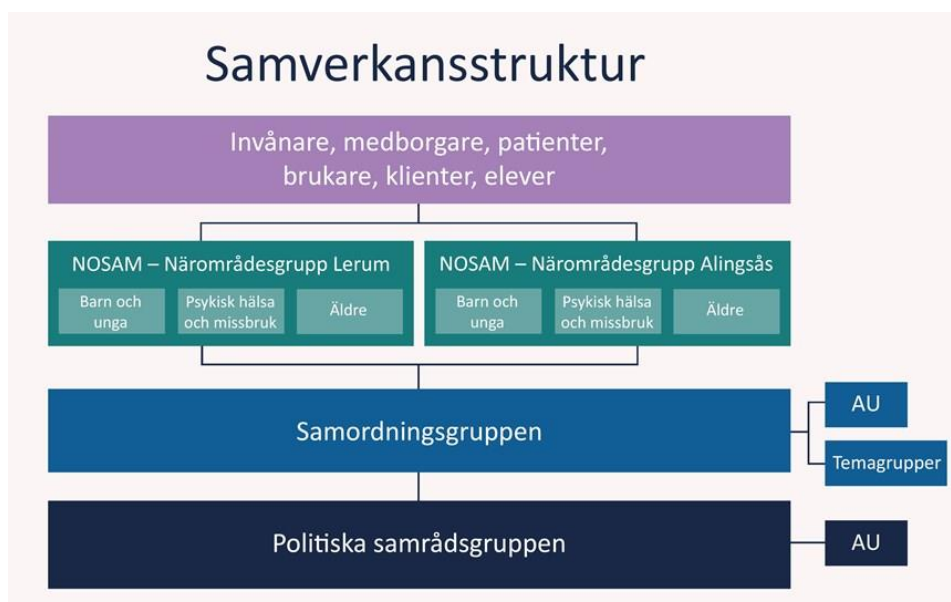 Samverkansstruktur
Invånare, medborgare, patienter,
brukare, klienter, elever
NOSAM – Närområdesgrupp Lerum
Barn och
unga
Psykisk hälsa
och missbruk
Äldre
NOSAM – Närområdesgrupp Alingsås
Barn och
unga
Psykisk hälsa
och missbruk
Äldre
Samordningsgruppen
AU
Temagrupper
Politiska samrådsgruppen
AU